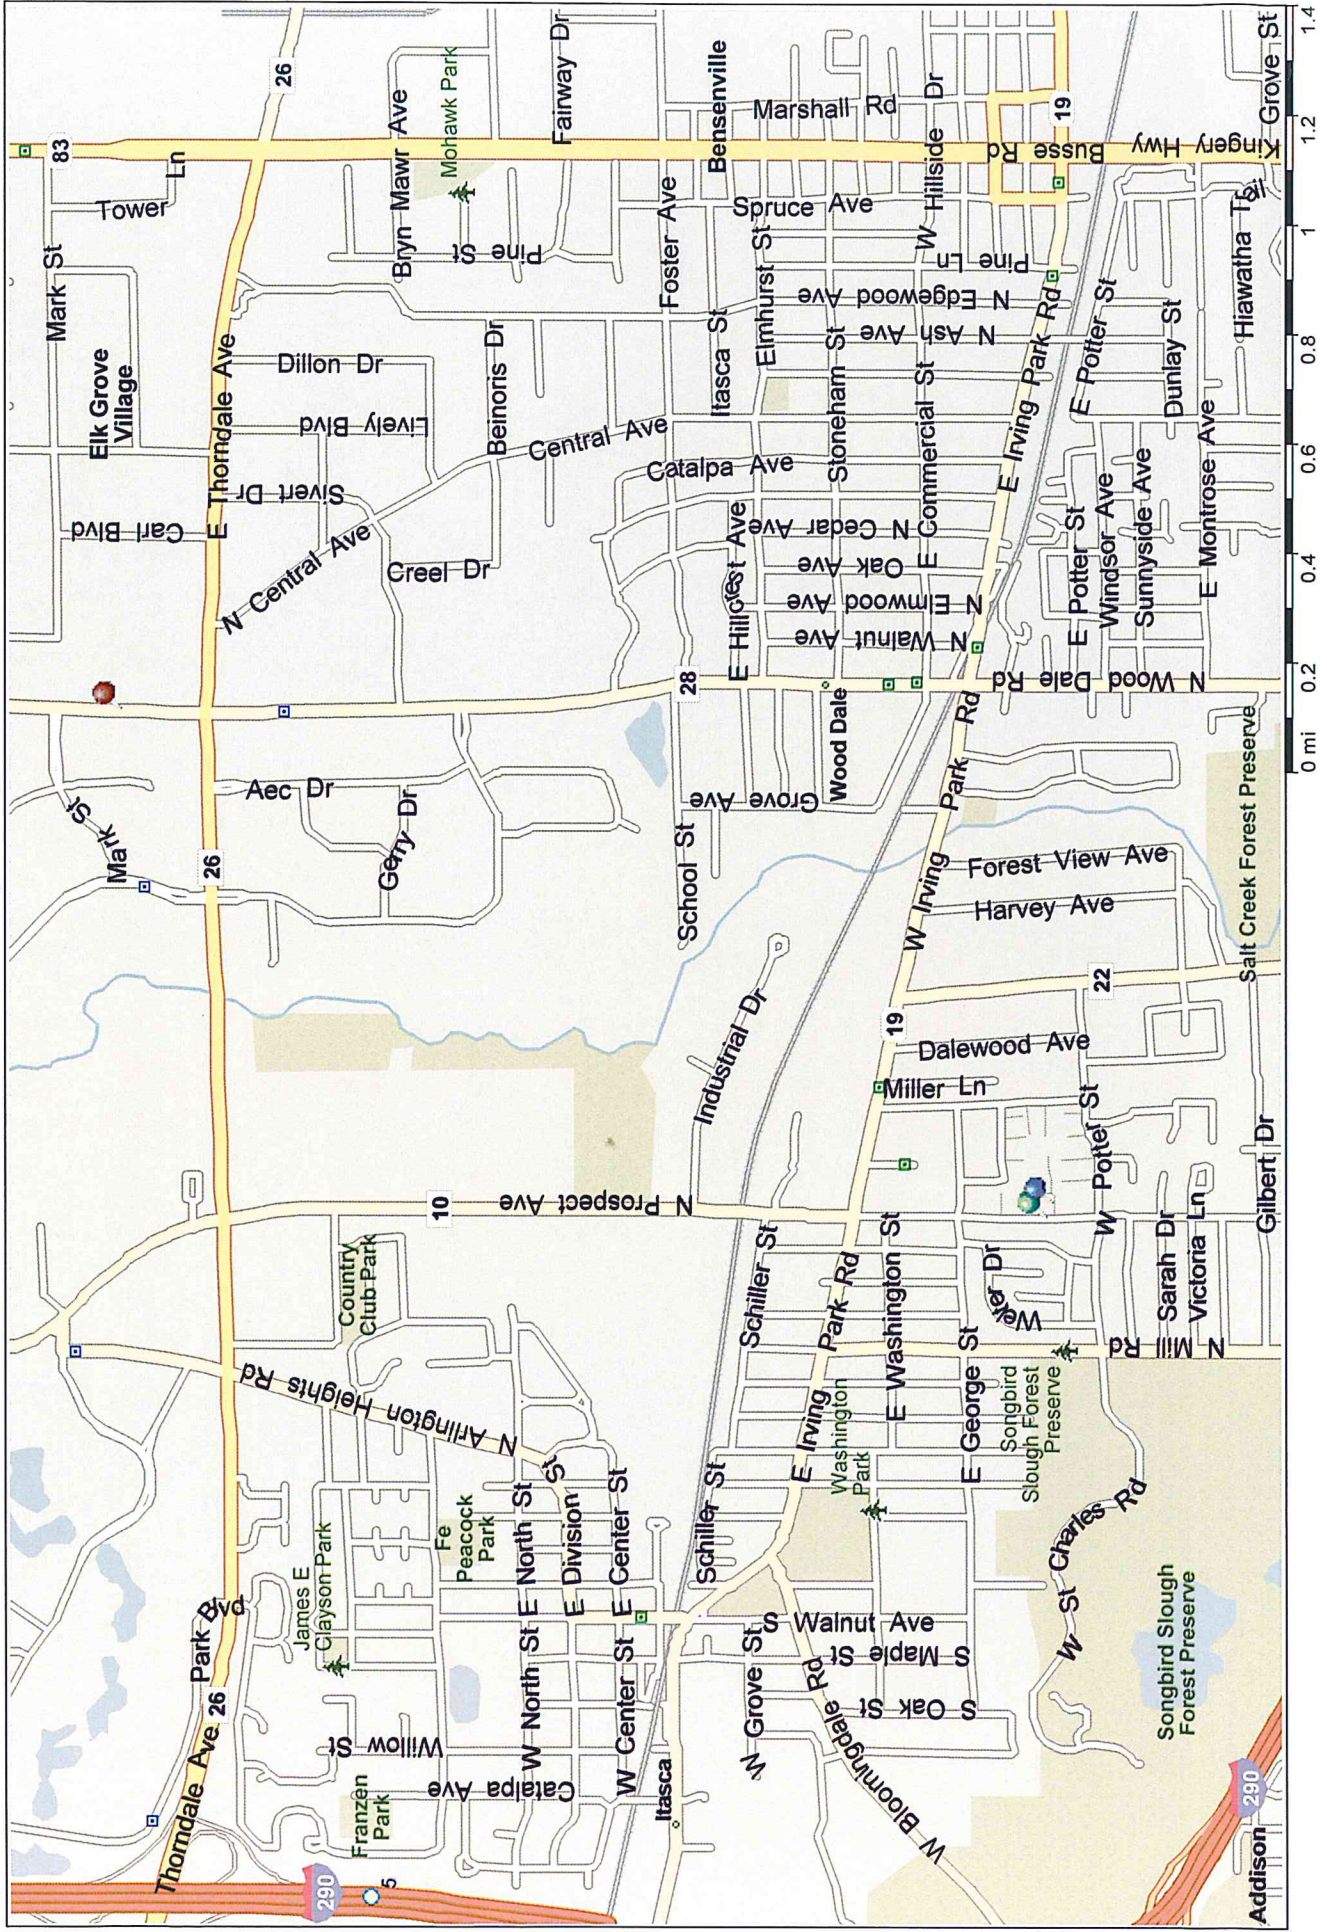 26
83
Mark St
Tower Ln
Elk Grove
Village
Bryn Mawr Ave
Mohawk Park
Fairway Dr
Pine St
Foster Ave
Bensenville
Marshall Rd
Spruce Ave
W Hillside Dr
19
Busse Rd
Kingery Hwy
Grove St
Hiawatha Trail
Pine Ln
N Edgewood Ave
N Ash Ave
Elmhurst St
Itasca St
Stoneham St
E Commercial St
E Irving Park Rd
E Potter St
Dunlay St
E Thorndale Ave
Dillon Dr
Lively Blvd
Beinoris Dr
Central Ave
Sivert Dr
Carl Blvd
N Central Ave
Creel Dr
Catalpa Ave
N Cedar Ave
Oak Ave
N Elmwood Ave
N Walnut Ave
E Hillcrest Ave
E Potter St
Windsor Ave
Sunnyside Ave
E Montrose Ave
28
N Wood Dale Rd
Wood Dale
Grove Ave
School St
Mark St
26
Aec Dr
Gerry Dr
W Irving Park Rd
Forest View Ave
Harvey Ave
Salt Creek Forest Preserve
22
19
Dalewood Ave
Miller Ln
Industrial Dr
W Potter St
Gilbert Dr
10
N Prospect Ave
Country
Club Park
Schiller St
E Irving Park Rd
E Washington St
Weker Dr
E George St
Sarah Dr
Victoria Ln
N Mill Rd
Songbird
Slough Forest
Preserve
N Arlington Heights Rd
Washington
Park
Schiller St
Fe
Peacock
Park
E North St
E Division St
E Center St
James E
Clayson Park
Park Blvd
26
Thorndale Ave
W St Charles Rd
S Walnut Ave
S Maple St
S Oak St
W Grove St
W Bloomingdale Rd
W North St
W Center St
Willow St
Catalpa Ave
Franzen
Park
Itasca
Songbird Slough
Forest Preserve
290
5
290
Addison
0 mi
0.2
0.4
0.6
0.8
1
1.2
1.4